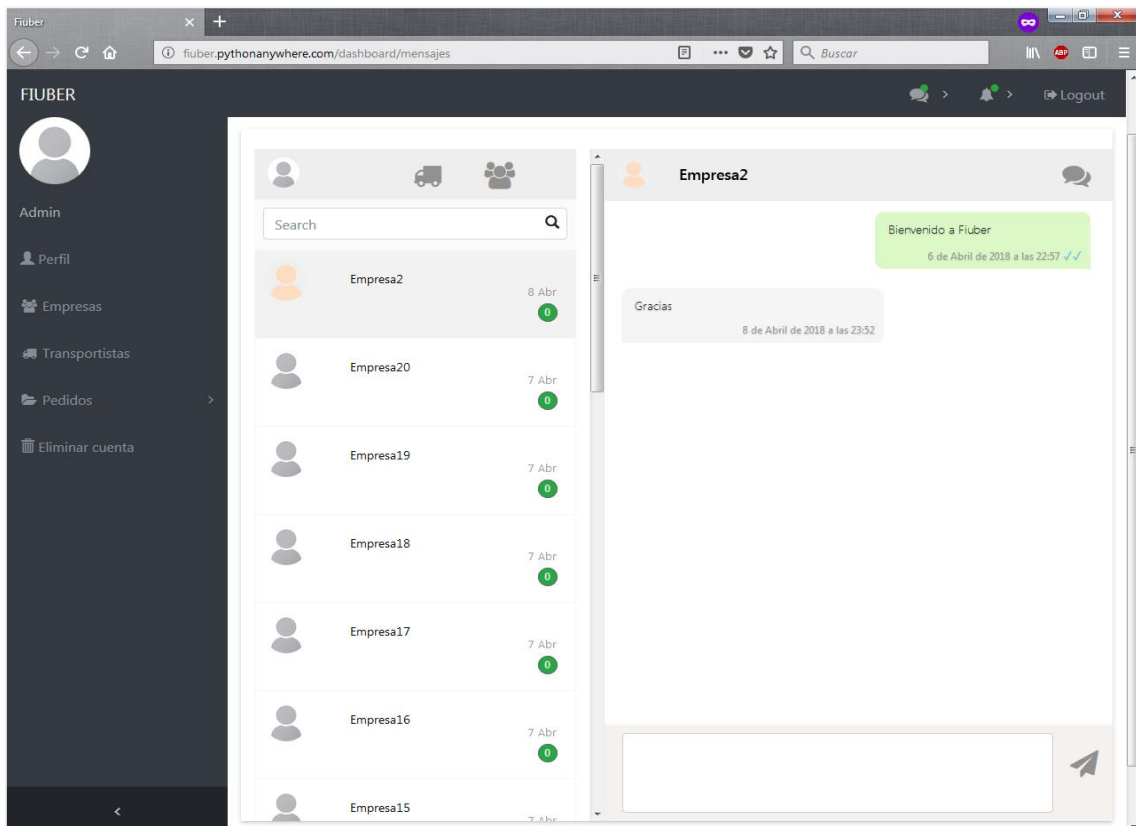 Fiuber
fiuber.pythonanywhere.com/dashboard/mensajes
Buscar
ABP
FIUBER
Logout
Admin
Perfil
Empresas
Transportistas
Pedidos
Eliminar cuenta
Search
Empresa2
8 Abr
0
Empresa20
7 Abr
0
Empresa19
7 Abr
0
Empresa18
7 Abr
0
Empresa17
7 Abr
0
Empresa16
7 Abr
0
Empresa15
7 Abr
Empresa2
Bienvenido a Fiuber
6 de Abril de 2018 a las 22:57
Gracias
8 de Abril de 2018 a las 23:52